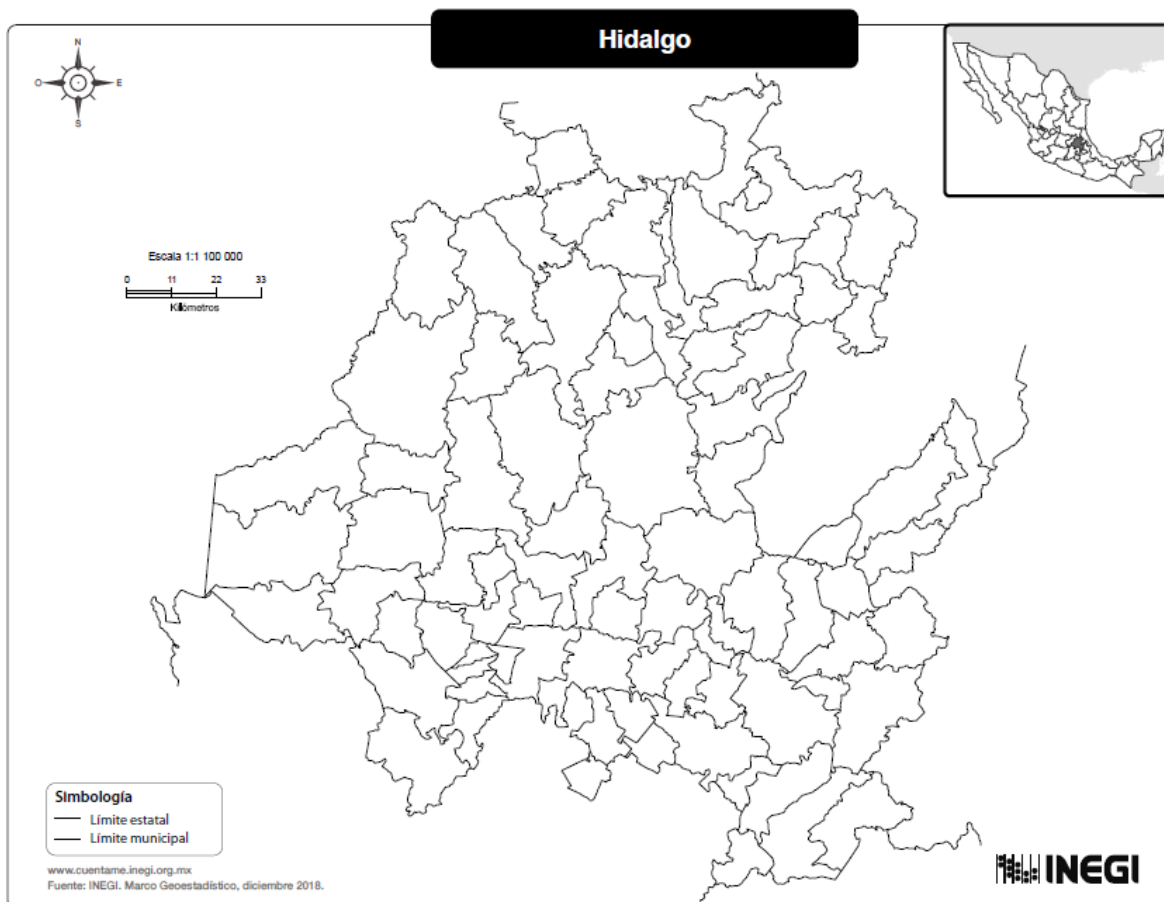 Hidalgo
N
O
E
S
Escala 1:1 100 000
0 11 22 33
Kilómetros
Simbología
Límite estatal
Límite municipal
www.cuentame.inegi.org.mx
Fuente: INEGI. Marco Geoestadístico, diciembre 2018.
INEGI